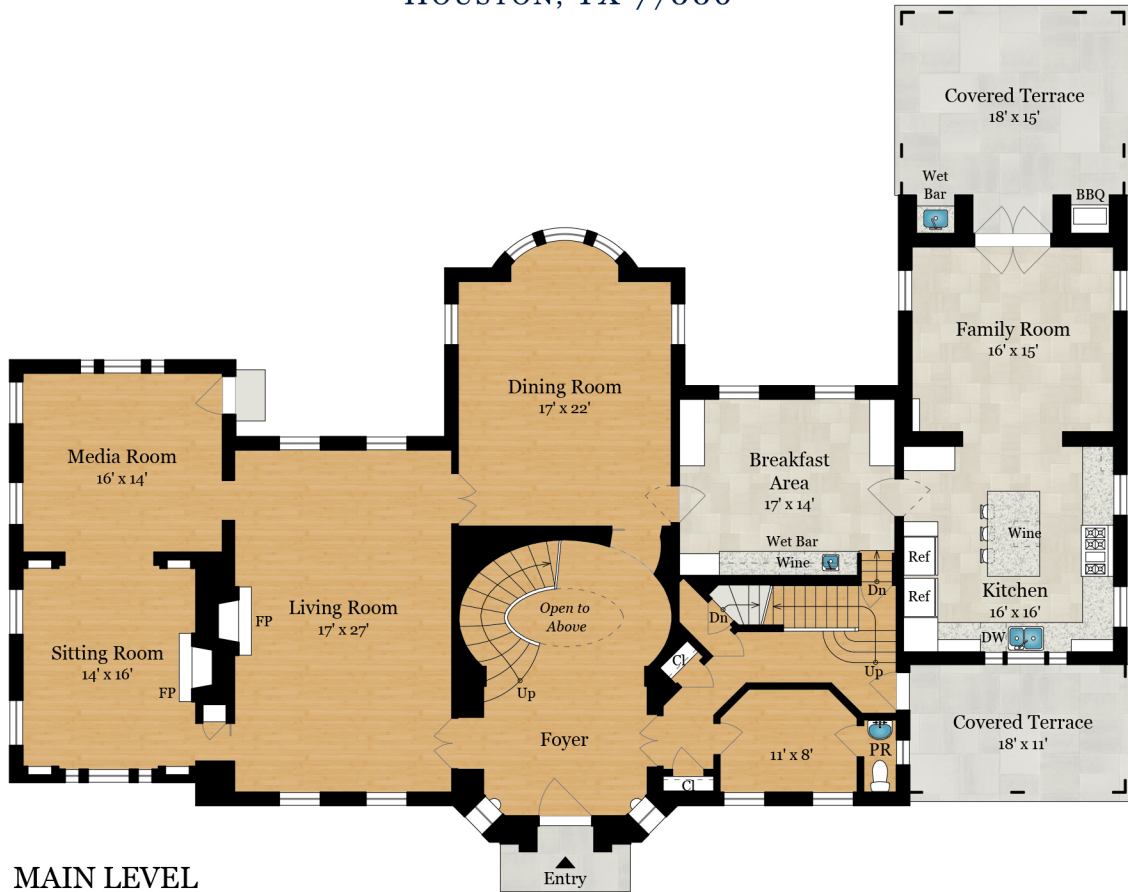 Covered Terrace
18' x 15'
Wet
Bar
BBQ
Family Room
16' x 15'
Dining Room
17' x 22'
Media Room
16' x 14'
Breakfast
Area
17' x 14'
Wet Bar
Wine
Wine
Ref
Ref
Kitchen
16' x 16'
DW
Dn
Dn
Up
Open to
Above
Up
Living Room
17' x 27'
FP
FP
Sitting Room
14' x 16'
Cl
Foyer
11' x 8'
PR
Cl
Covered Terrace
18' x 11'
Entry
MAIN LEVEL